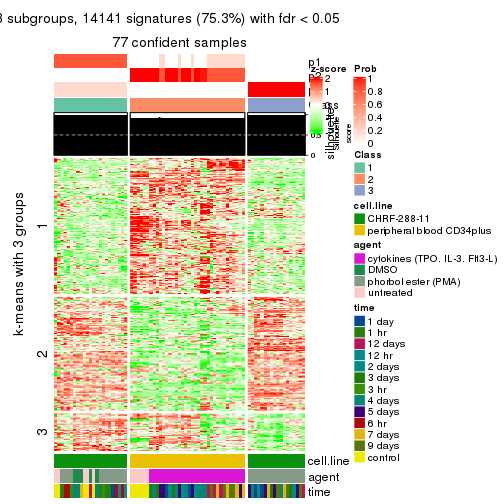 3 subgroups, 14141 signatures (75.3%) with fdr < 0.05
77 confident samples
p1
z-score
Prob
2
1
0
1
0.8
0.6
0.4
0.2
0
silhouette
score
0.5
0
Class
1
2
3
cell.line
CHRF-288-11
peripheral blood CD34plus
agent
cytokines (TPO, IL-3, Flt3-L)
DMSO
phorbol ester (PMA)
untreated
time
1 day
1 hr
12 days
12 hr
2 days
3 days
3 hr
4 days
5 days
6 hr
7 days
9 days
control
k-means with 3 groups
1
2
3
cell.line
agent
time